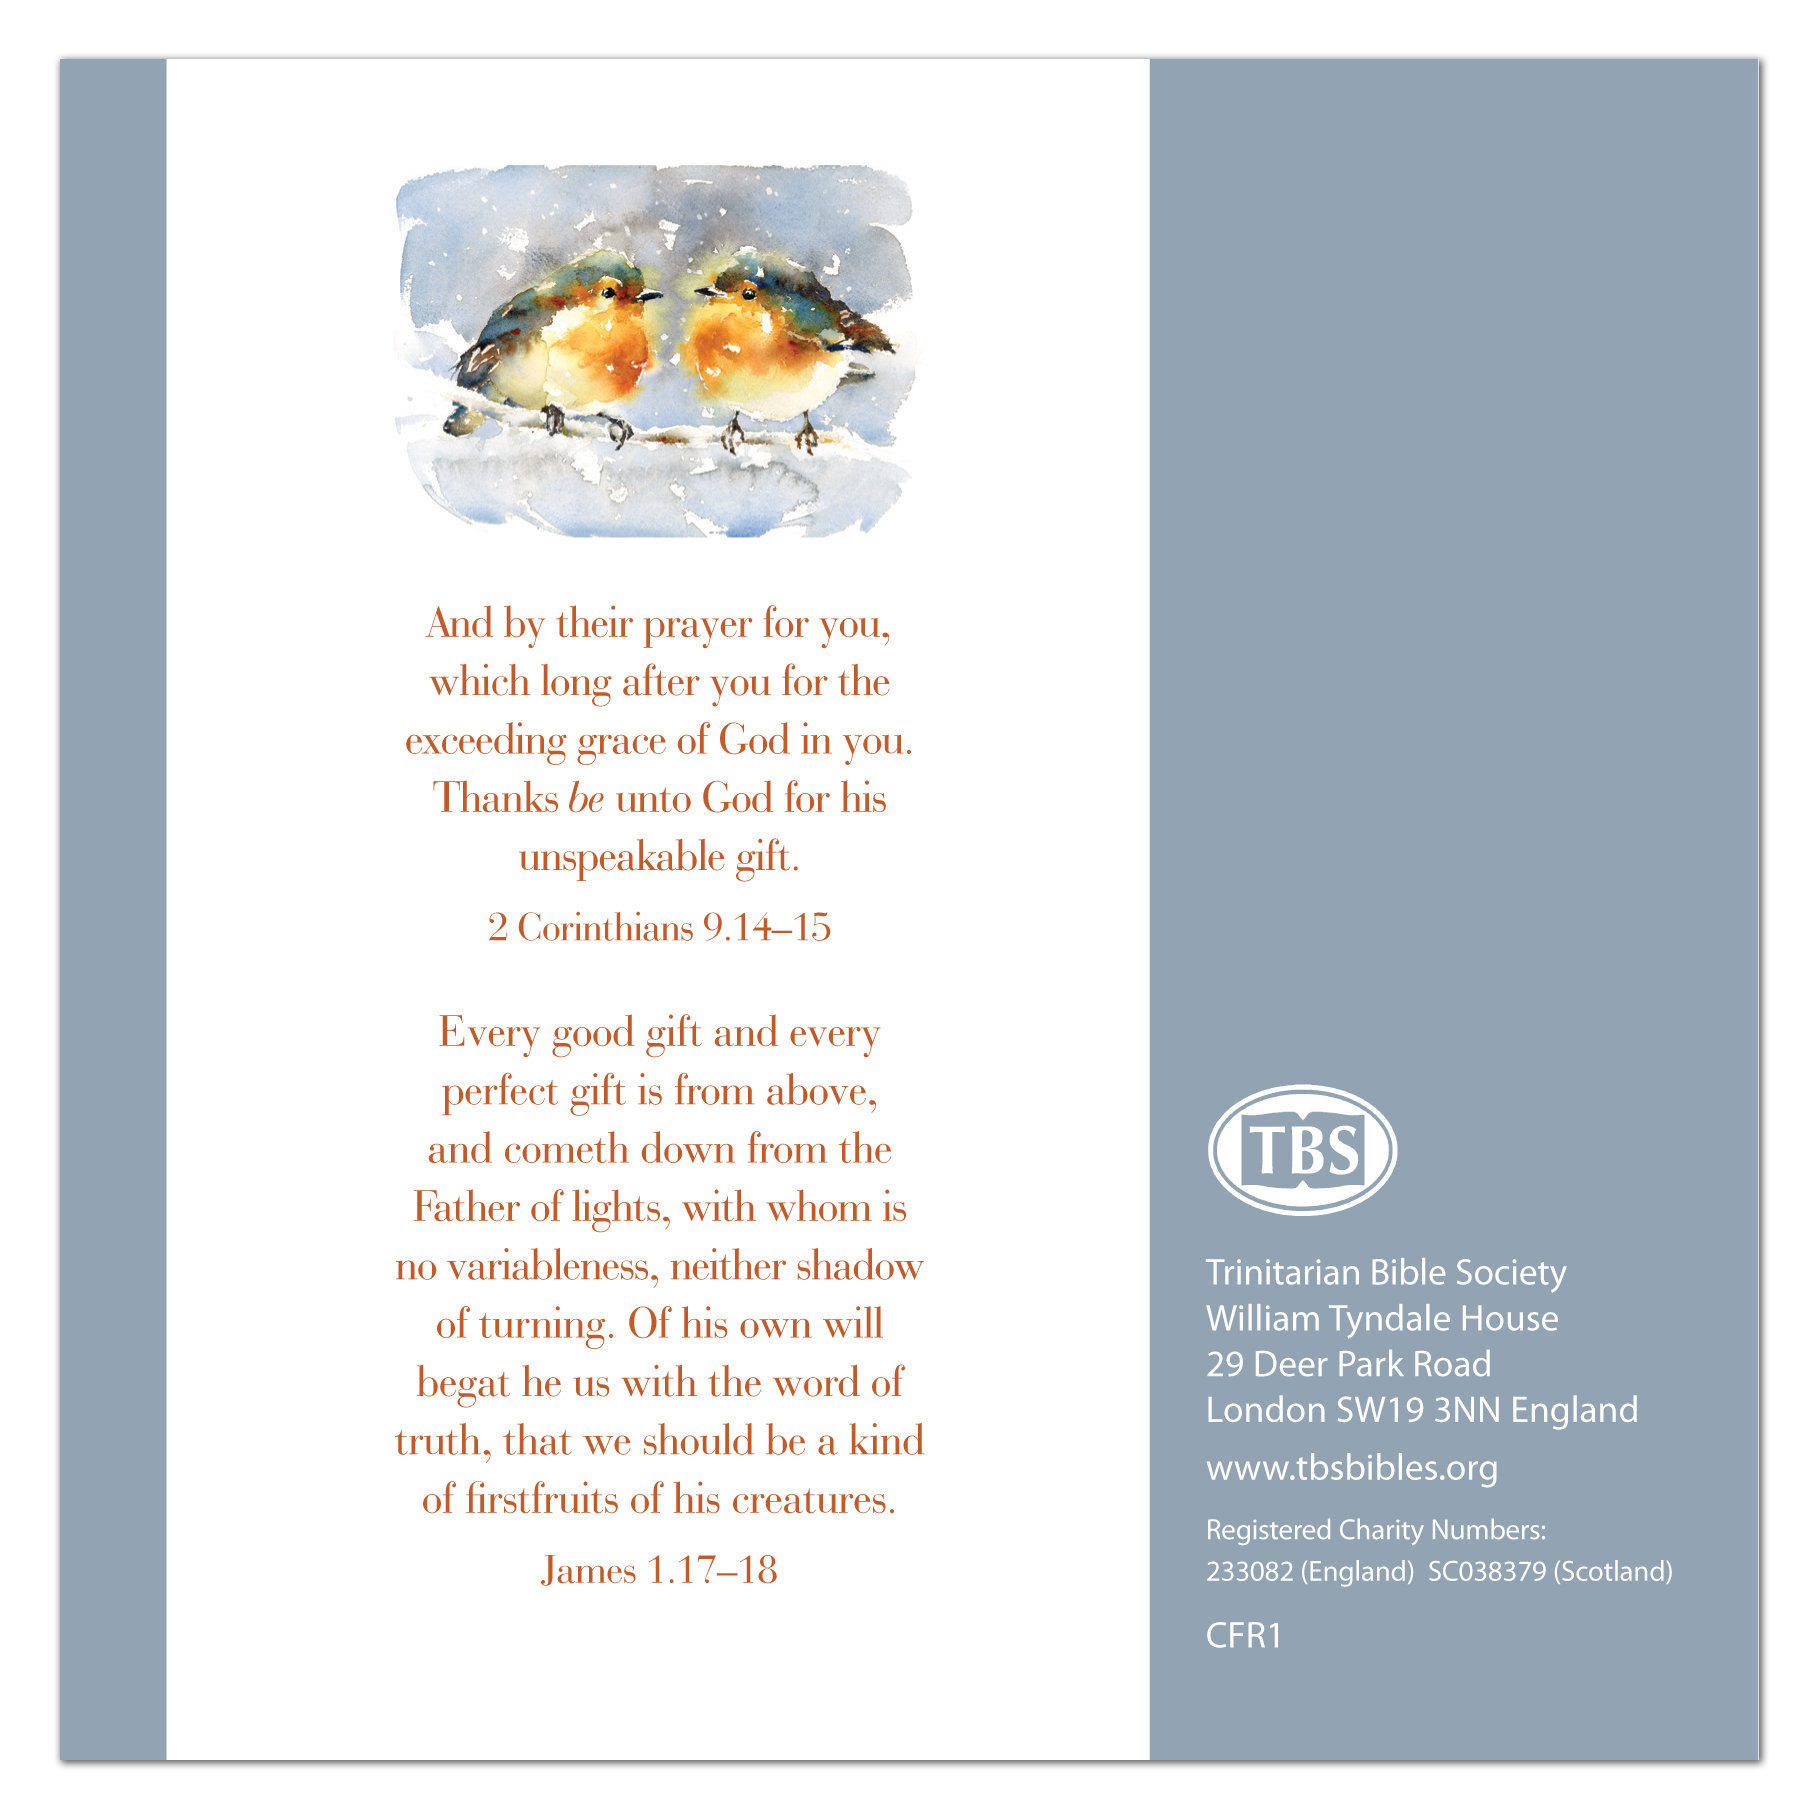 And by their prayer for you,
which long after you for the
exceeding grace of God in you.
Thanks be unto God for his
unspeakable gift.
2 Corinthians 9.14–15
Every good gift and every
perfect gift is from above,
and cometh down from the
Father of lights, with whom is
no variableness, neither shadow
of turning. Of his own will
begat he us with the word of
truth, that we should be a kind
of firstfruits of his creatures.
James 1.17–18
TBS
Trinitarian Bible Society
William Tyndale House
29 Deer Park Road
London SW19 3NN England
www.tbsbibles.org
Registered Charity Numbers:
233082 (England) SC038379 (Scotland)
CFR1